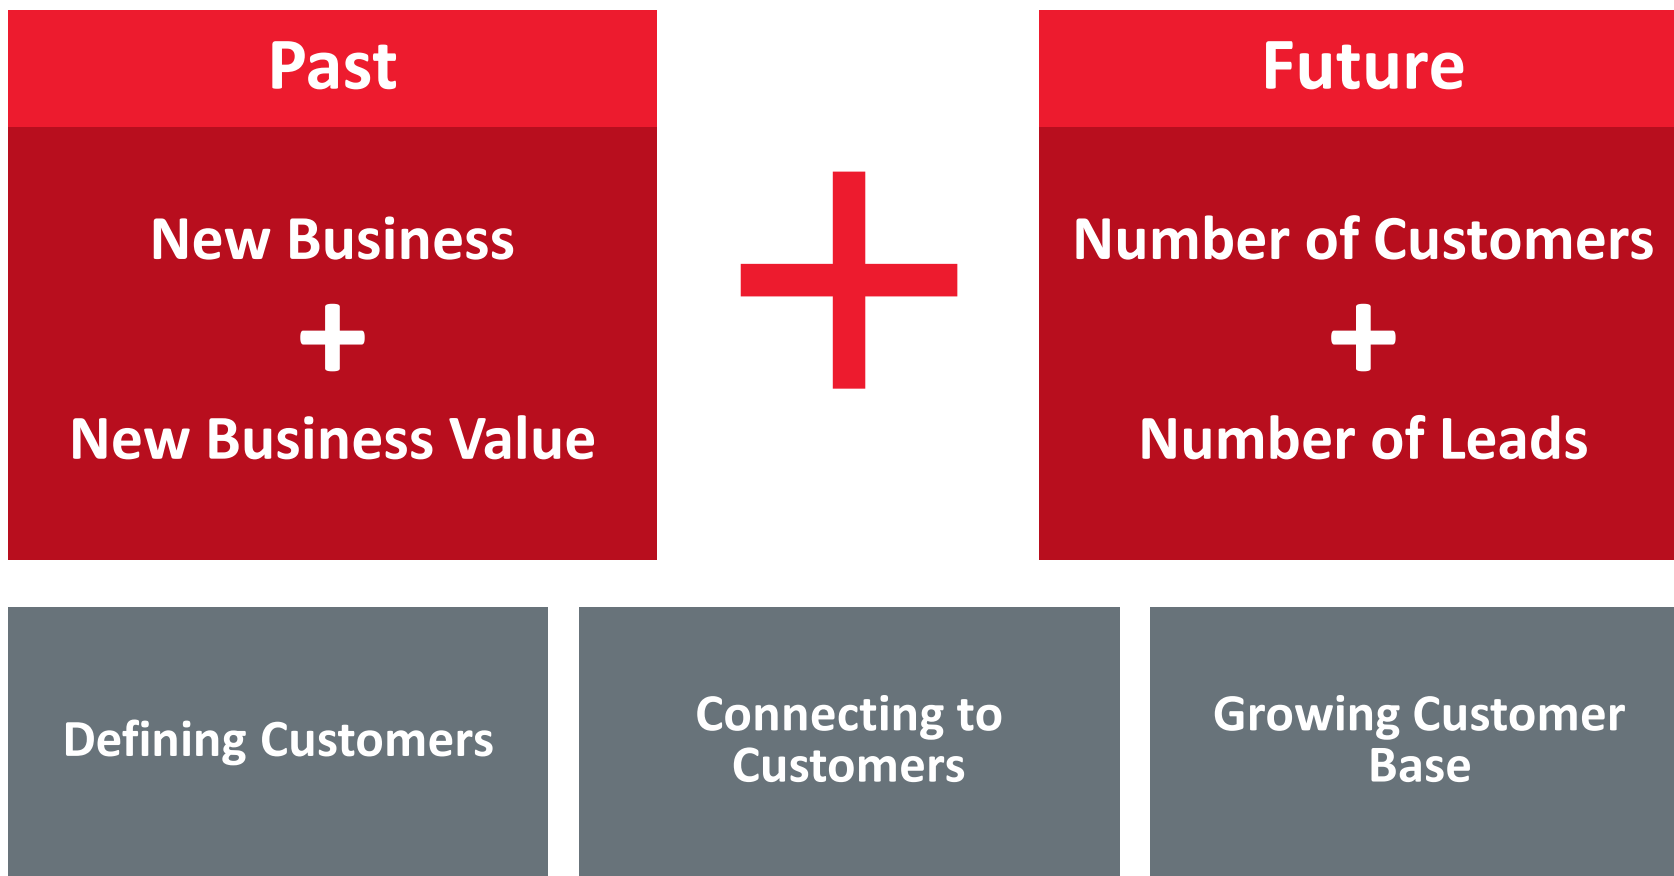 Past
New Business
+
New Business Value
+
Future
Number of Customers
+
Number of Leads
Defining Customers
Connecting to
Customers
Growing Customer
Base